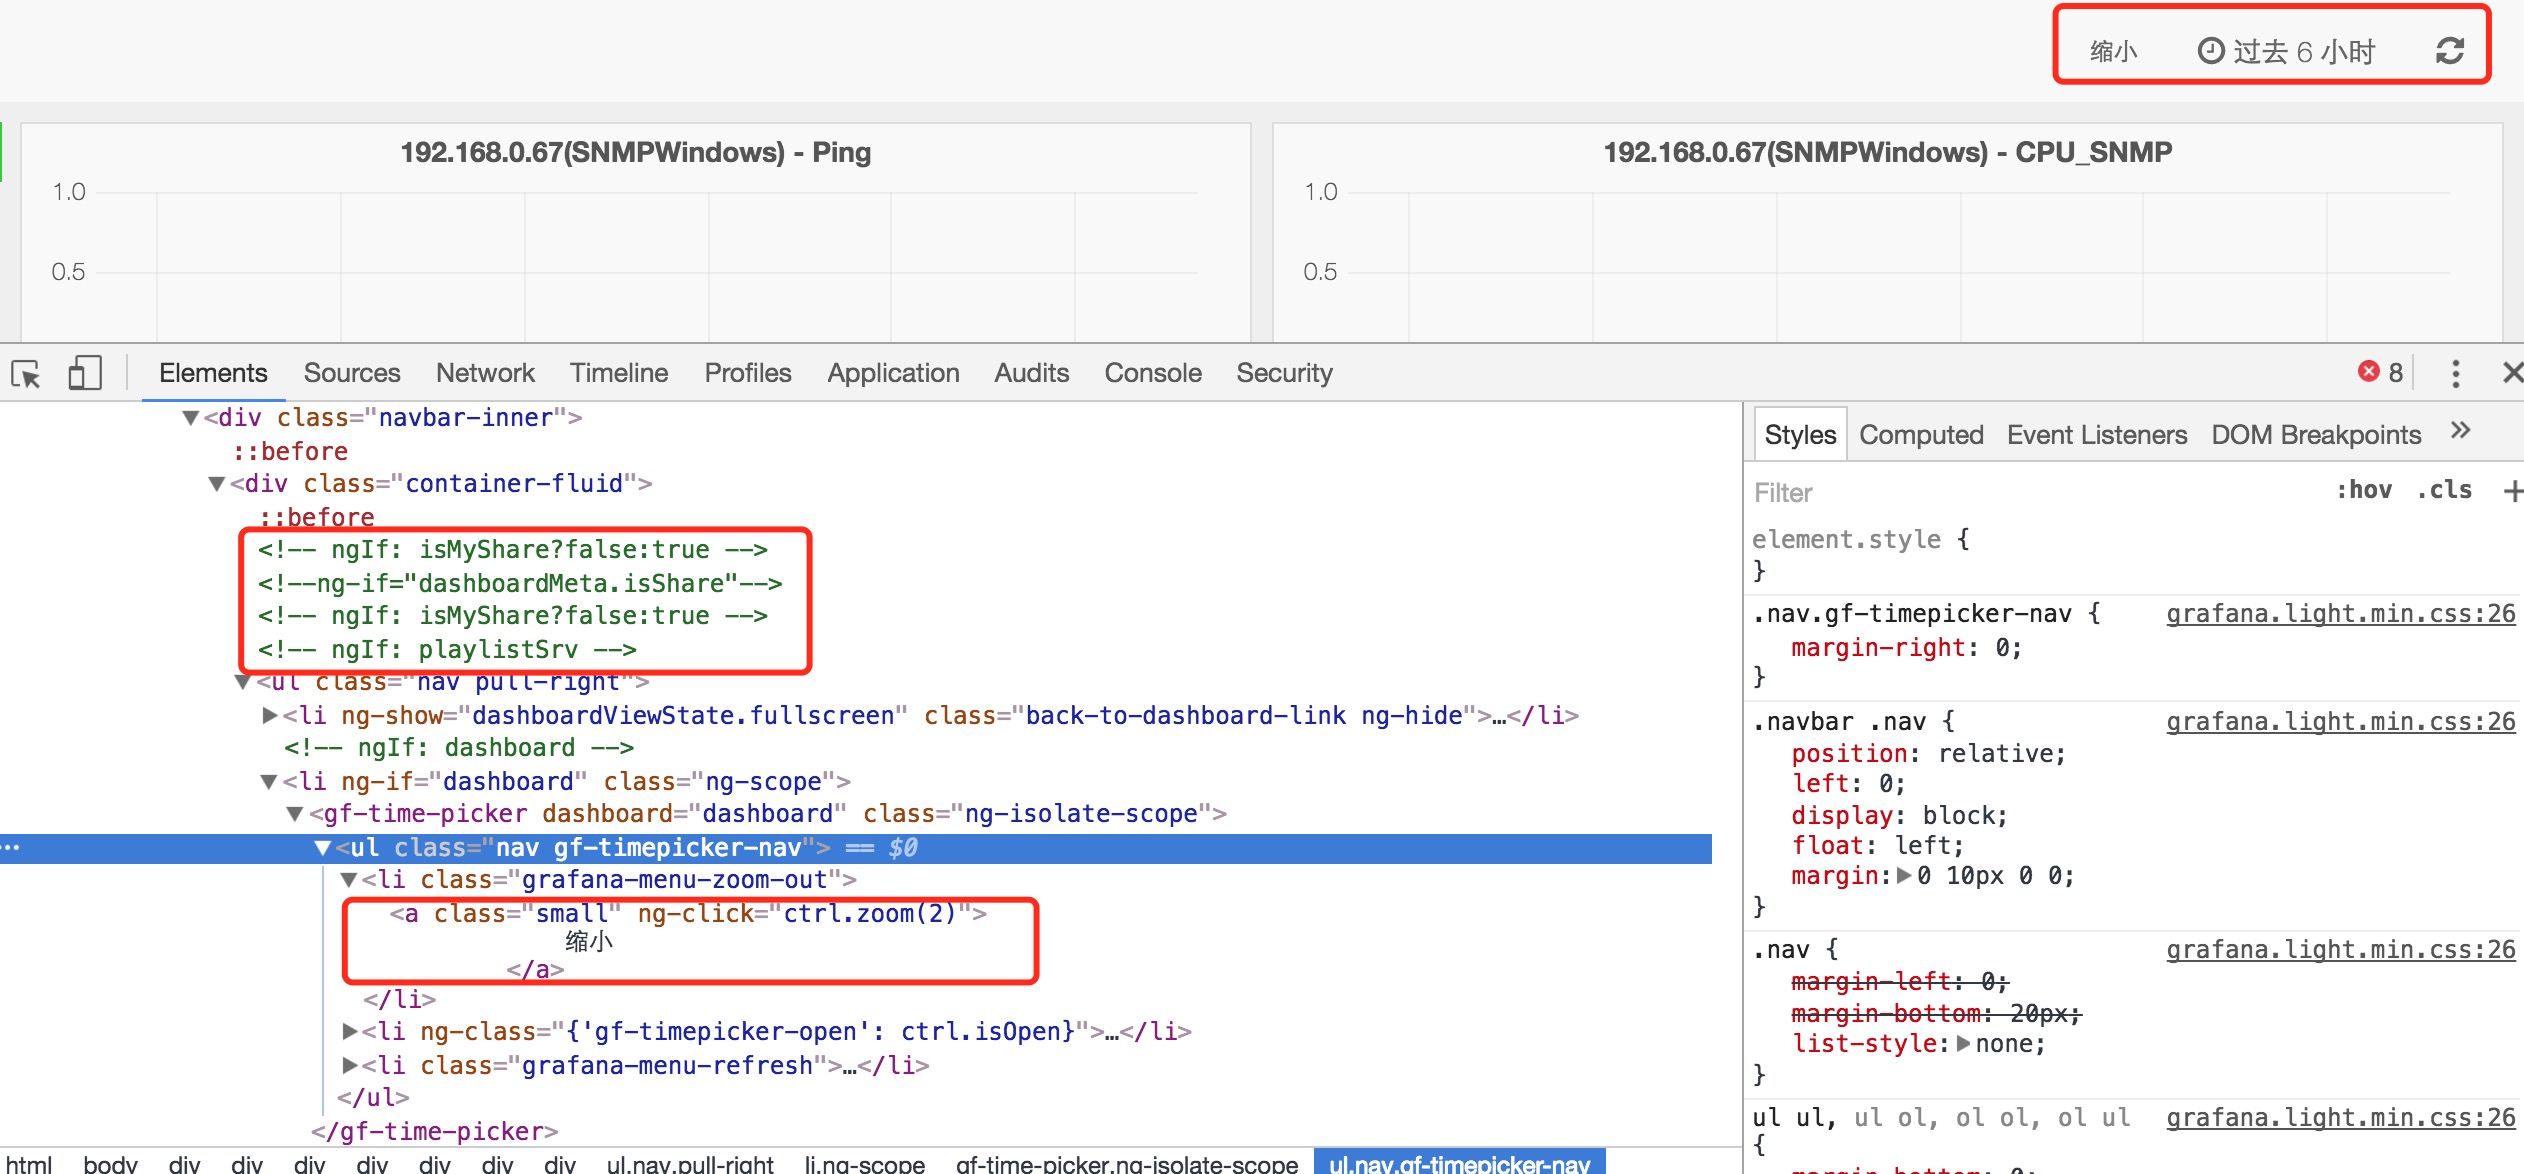 缩小 过去 6 小时
192.168.0.67(SNMPWindows) - Ping
1.0
0.5
192.168.0.67(SNMPWindows) - CPU_SNMP
1.0
0.5
Elements Sources Network Timeline Profiles Application Audits Console Security 8
<div class="navbar-inner">
::before
<div class="container-fluid">
::before
<!-- ngIf: isMyShare?false:true -->
<!--ng-if="dashboardMeta.isShare"-->
<!-- ngIf: isMyShare?false:true -->
<!-- ngIf: playlistSrv -->
<ul class="nav pull-right">
<li ng-show="dashboardViewState.fullscreen" class="back-to-dashboard-link ng-hide">…</li>
<!-- ngIf: dashboard -->
<li ng-if="dashboard" class="ng-scope">
<gf-time-picker dashboard="dashboard" class="ng-isolate-scope">
<ul class="nav gf-timepicker-nav"> == $0
<li class="grafana-menu-zoom-out">
<a class="small" ng-click="ctrl.zoom(2)">
缩小
</a>
</li>
<li ng-class="{'gf-timepicker-open': ctrl.isOpen}">…</li>
<li class="grafana-menu-refresh">…</li>
</ul>
</gf-time-picker>
html body div div div div div div div ul.nav.pull-right li.ng-scope gf-time-picker.ng-isolate-scope ul.nav.gf-timepicker-nav
Styles Computed Event Listeners DOM Breakpoints »
Filter :hov .cls +
element.style {
}
.nav.gf-timepicker-nav { grafana.light.min.css:26
margin-right: 0;
}
.navbar .nav { grafana.light.min.css:26
position: relative;
left: 0;
display: block;
float: left;
margin: 0 10px 0 0;
}
.nav { grafana.light.min.css:26
margin-left: 0;
margin-bottom: 20px;
list-style: none;
}
ul ul, ul ol, ol ol, ol ul grafana.light.min.css:26
{
margin-bottom: 0;